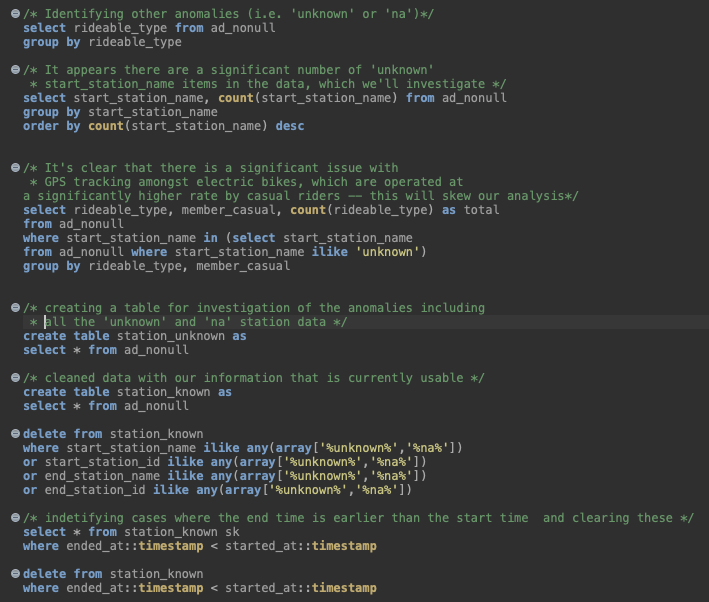 /* Identifying other anomalies (i.e. 'unknown' or 'na')*/
select rideable_type from ad_nonull
group by rideable_type
/* It appears there are a significant number of 'unknown'
* start_station_name items in the data, which we'll investigate */
select start_station_name, count(start_station_name) from ad_nonull
group by start_station_name
order by count(start_station_name) desc
/* It's clear that there is a significant issue with
* GPS tracking amongst electric bikes, which are operated at
a significantly higher rate by casual riders -- this will skew our analysis*/
select rideable_type, member_casual, count(rideable_type) as total
from ad_nonull
where start_station_name in (select start_station_name
from ad_nonull where start_station_name ilike 'unknown')
group by rideable_type, member_casual
/* creating a table for investigation of the anomalies including
* all the 'unknown' and 'na' station data */
create table station_unknown as
select * from ad_nonull
/* cleaned data with our information that is currently usable */
create table station_known as
select * from ad_nonull
delete from station_known
where start_station_name ilike any(array['%unknown%','%na%'])
or start_station_id ilike any(array['%unknown%','%na%'])
or end_station_name ilike any(array['%unknown%','%na%'])
or end_station_id ilike any(array['%unknown%','%na%'])
/* indetifying cases where the end time is earlier than the start time  and clearing these */
select * from station_known sk
where ended_at::timestamp < started_at::timestamp
delete from station_known
where ended_at::timestamp < started_at::timestamp